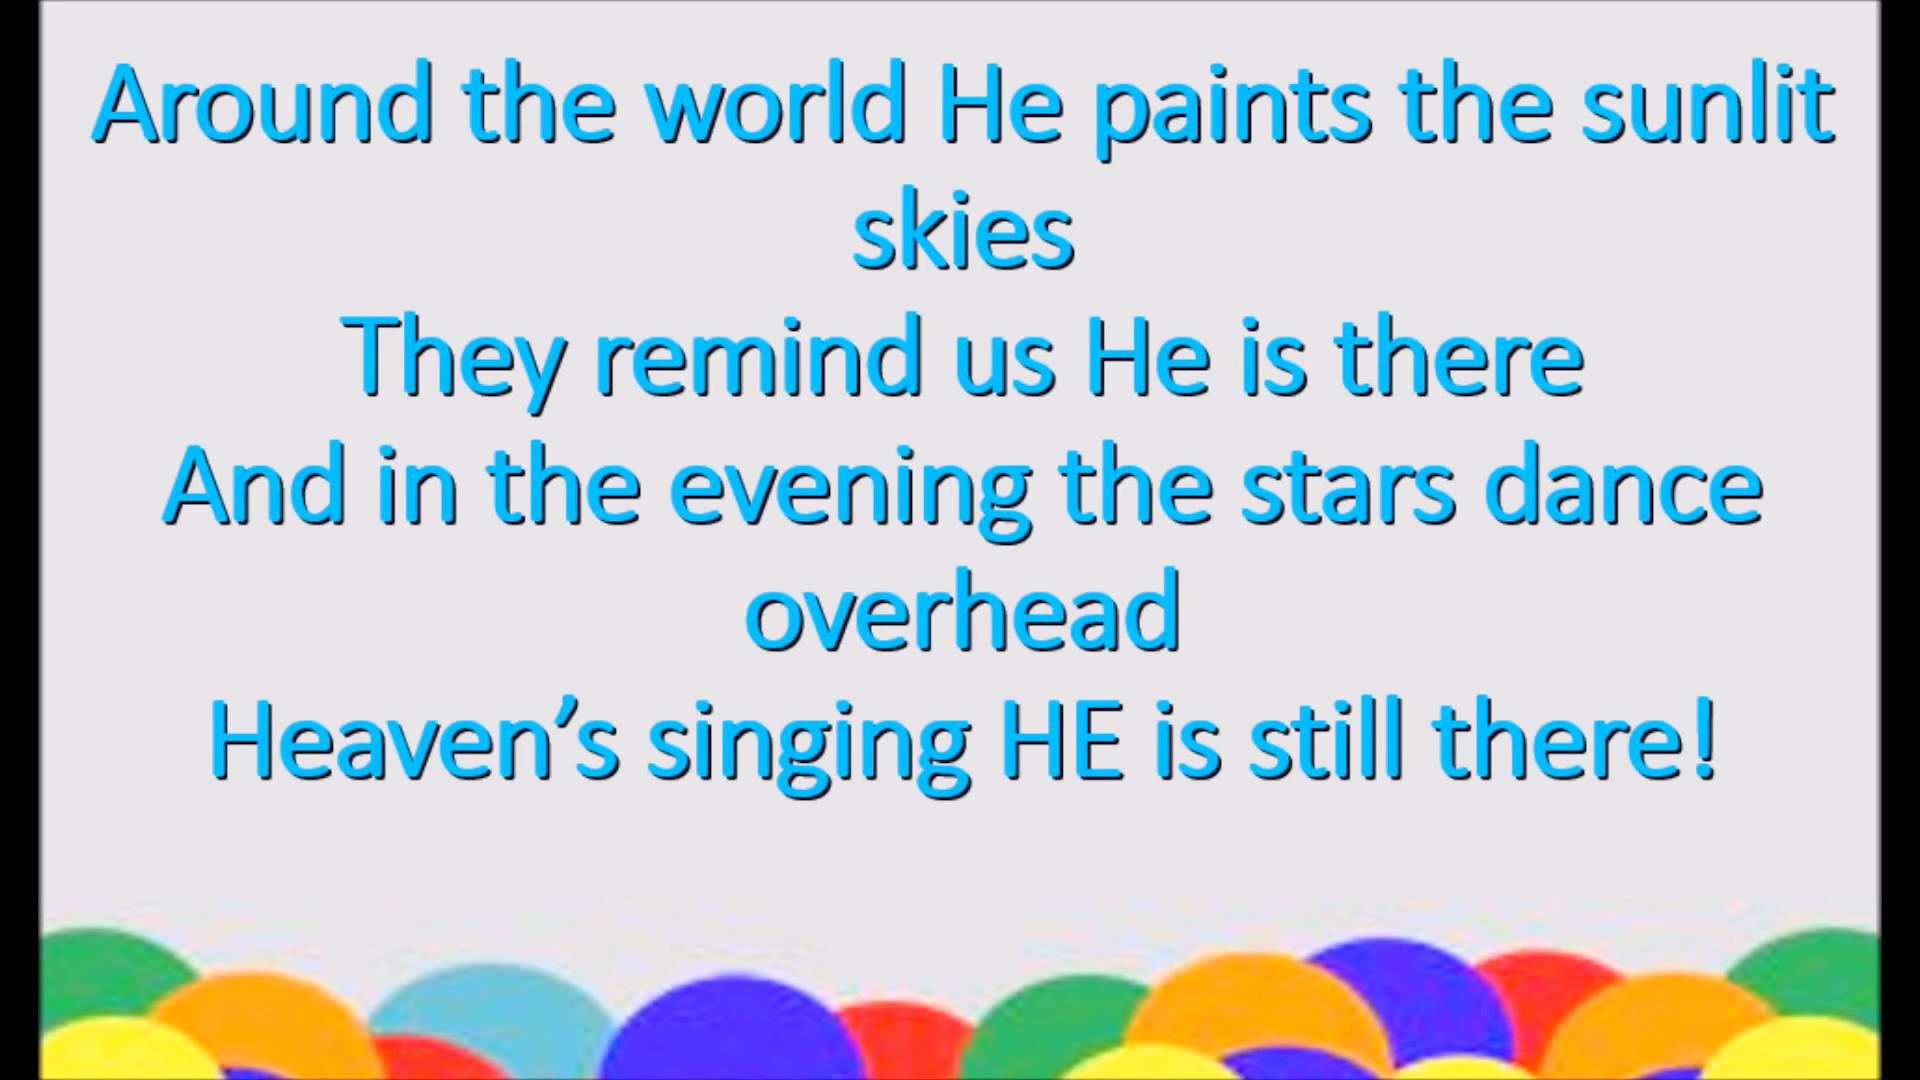 Around the world He paints the sunlit
skies
They remind us He is there
And in the evening the stars dance
overhead
Heaven’s singing HE is still there!